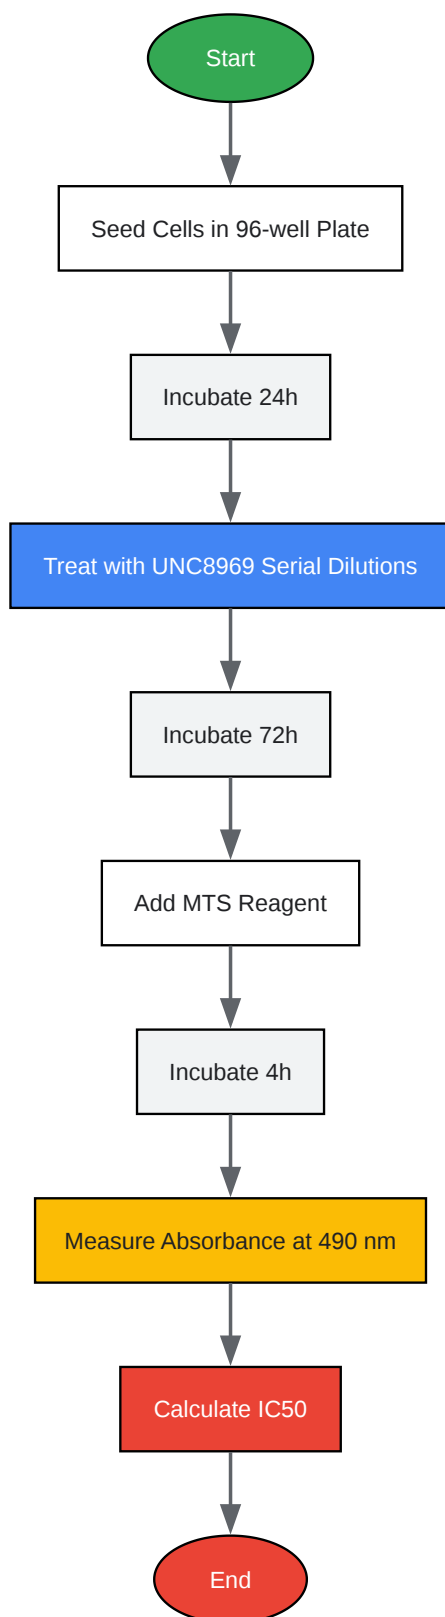 Start
Seed Cells in 96-well Plate
Incubate 24h
Treat with UNC8969 Serial Dilutions
Incubate 72h
Add MTS Reagent
Incubate 4h
Measure Absorbance at 490 nm
Calculate IC50
End